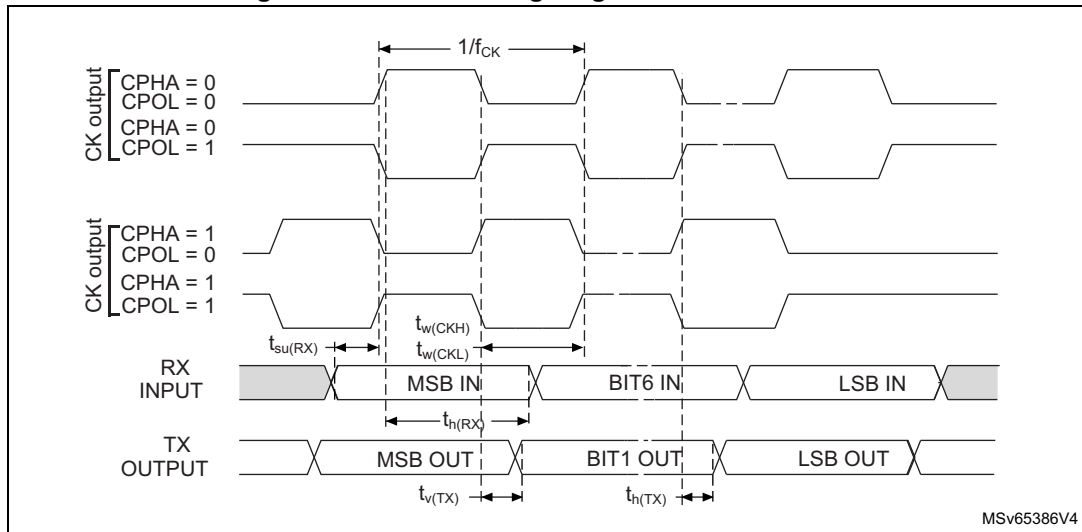 1/fCK
CK output
CPHA = 0
CPOL = 0
CPHA = 0
CPOL = 1
CK output
CPHA = 1
CPOL = 0
CPHA = 1
CPOL = 1
tw(CKH)
tw(CKL)
tsu(RX)
RX
INPUT
MSB IN
BIT6 IN
LSB IN
th(RX)
TX
OUTPUT
MSB OUT
BIT1 OUT
LSB OUT
tv(TX)
th(TX)
MSv65386V4